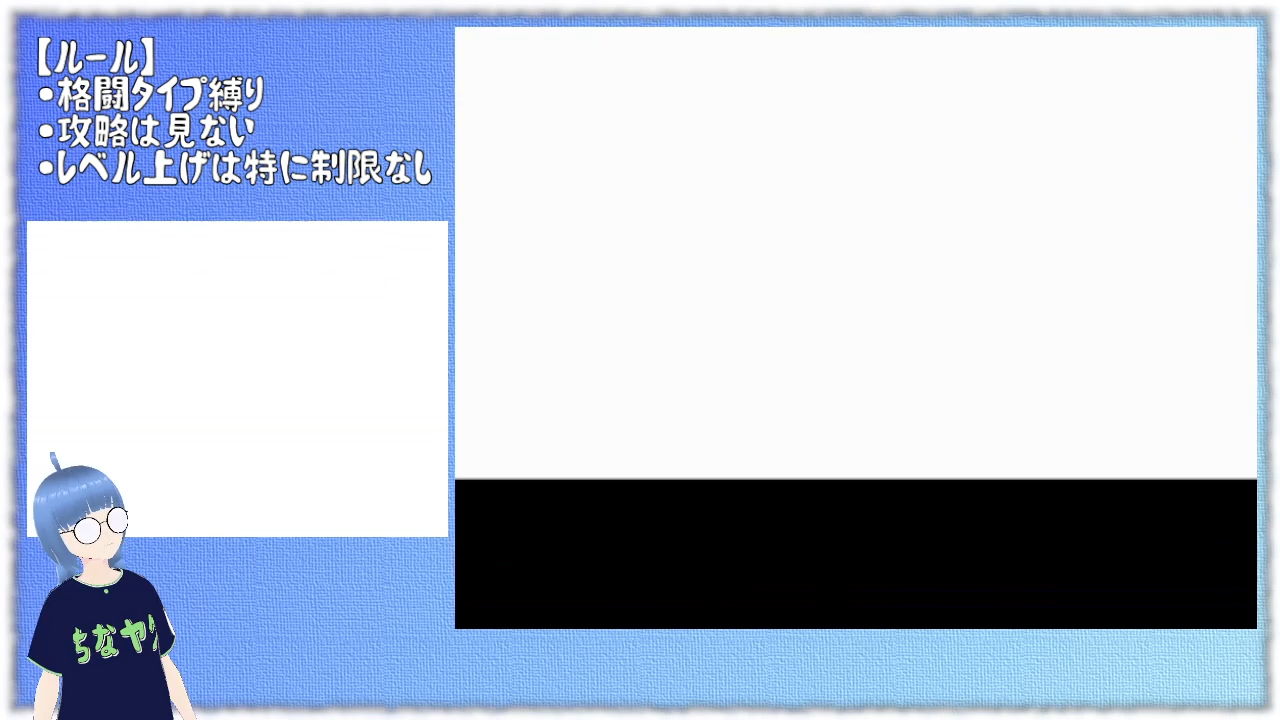 【ルール】
・格闘タイプ縛り
・攻略は見ない
・レベル上げは特に制限なし
ちなヤク